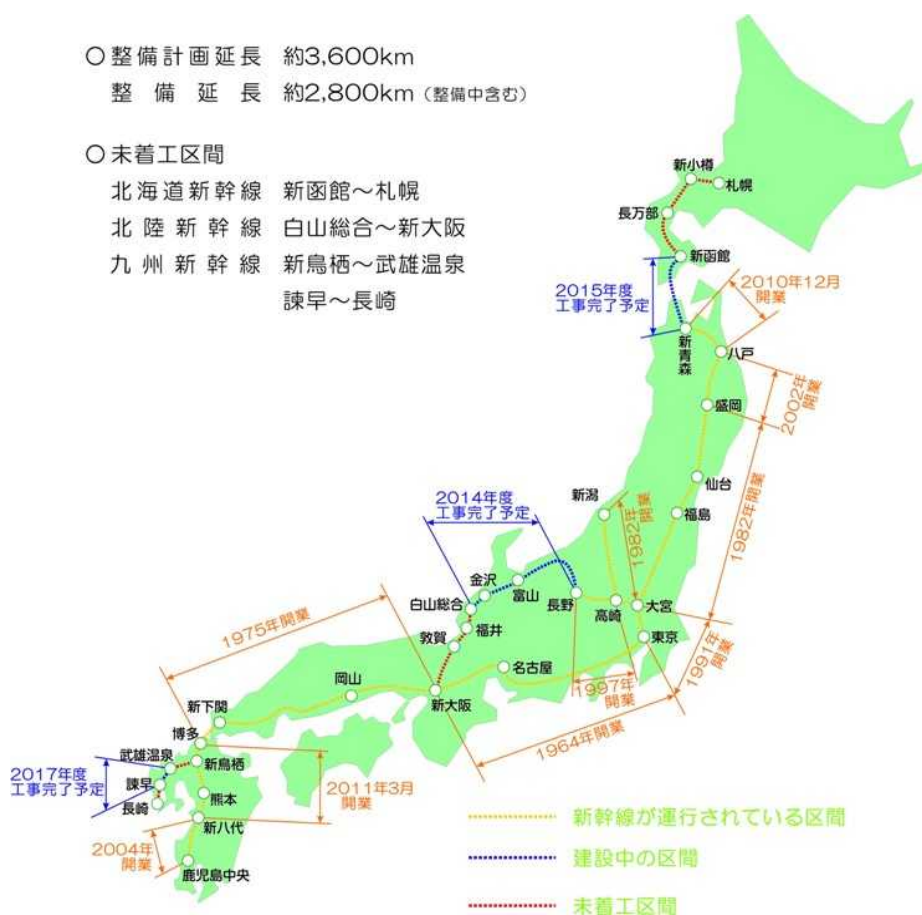 ○整備計画延長 約3,600km
整備延長 約2,800km（整備中含む）
○未着工区間
北海道新幹線 新函館～札幌
北陸新幹線 白山総合～新大阪
九州新幹線 新鳥栖～武雄温泉
諫早～長崎
新小樽
札幌
長万部
新函館
2015年度
工事完了予定
2010年12月
開業
新青森
八戸
2002年
開業
盛岡
仙台
1982年開業
新潟
1982年
開業
福島
2014年度
工事完了予定
金沢
富山
白山総合
長野
高崎
大宮
福井
敦賀
東京
1991年
開業
1975年開業
名古屋
岡山
新大阪
1997年
開業
1964年開業
新下関
博多
武雄温泉
新鳥栖
2017年度
工事完了予定
諫早
長崎
熊本
2011年3月
開業
新八代
2004年
開業
鹿児島中央
新幹線が運行されている区間
建設中の区間
未着工区間